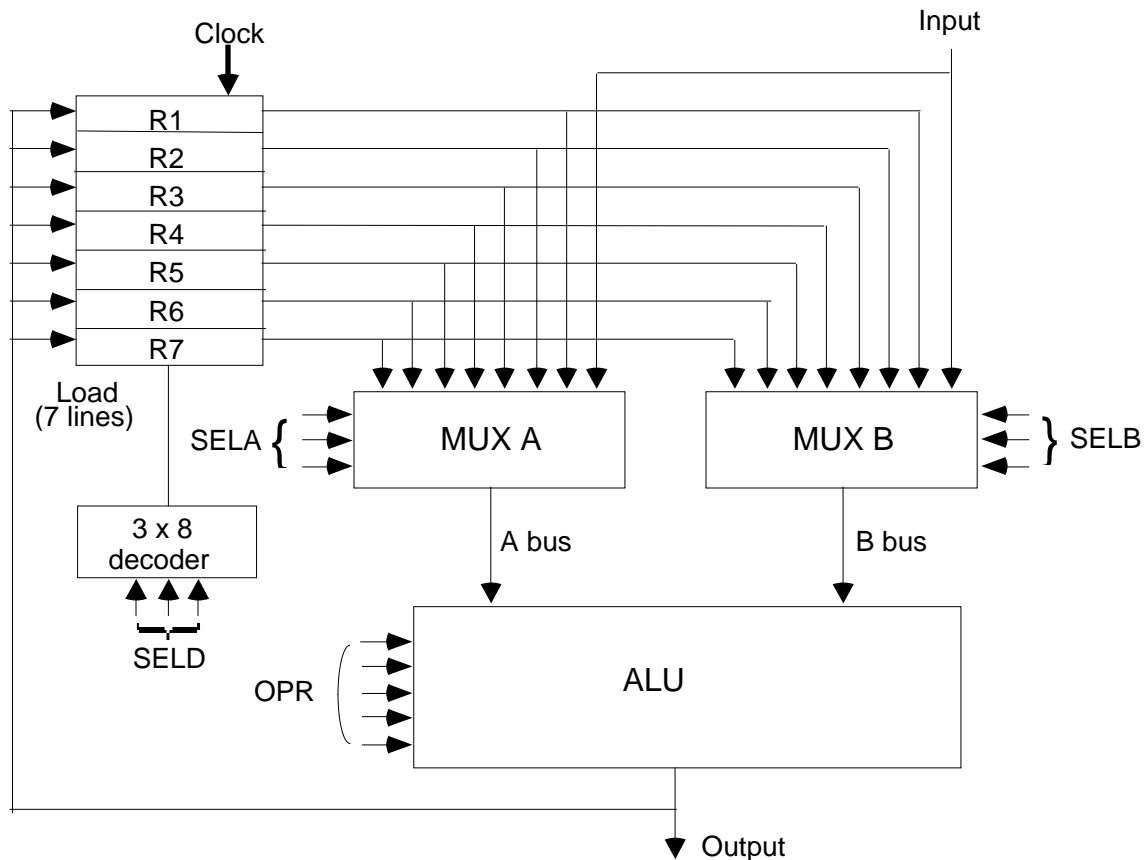 Clock
Input
R1
R2
R3
R4
R5
R6
R7
Load
(7 lines)
SELA {
MUX A
MUX B
} SELB
3 x 8
decoder
A bus
B bus
SELD
OPR
ALU
Output